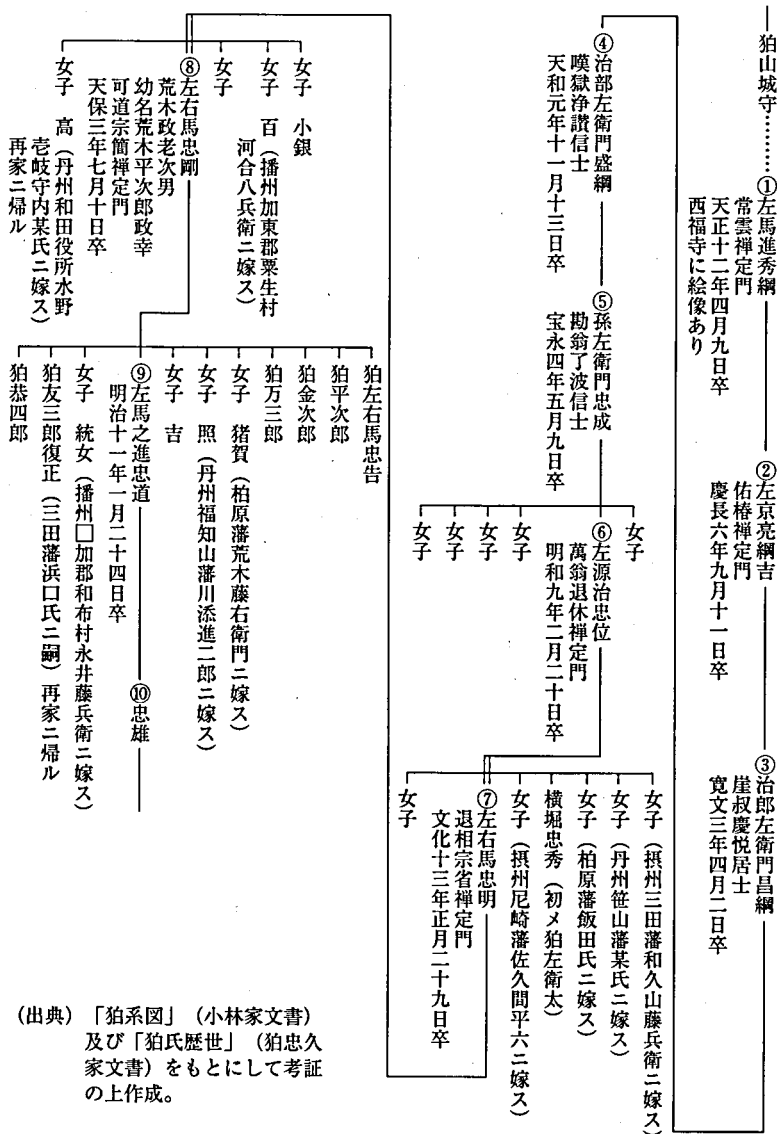 狛山城守………①左馬進秀綱
常雲禅定門
天正十二年四月九日卒
西福寺に絵像あり
②左京亮綱吉
佑椿禅定門
慶長六年九月十一日卒
③治郎左衛門昌綱
崖叔慶悦居士
寛文三年四月二日卒
④治部左衛門盛綱
嘆獄浄讃信士
天和元年十一月十三日卒
⑤孫左衛門忠成
勘翁了波信士
宝永四年五月九日卒
女子
⑥左源治忠位
萬翁退休禅定門
明和九年二月二十日卒
女子
女子
女子
女子
女子（摂州三田藩和久山藤兵衛ニ嫁ス）
女子（丹州笹山藩某氏ニ嫁ス）
女子（柏原藩飯田氏ニ嫁ス）
横堀忠秀（初メ狛左衛太）
女子（摂州尼崎藩佐久間平六ニ嫁ス）
⑦左右馬忠明
退相宗省禅定門
文化十三年正月二十九日卒
女子
女子　小銀
女子　百（播州加東郡粟生村
河合八兵衛ニ嫁ス）
女子
⑧左右馬忠剛
荒木政老次男
幼名荒木平次郎政幸
可道宗簡禅定門
天保三年七月十日卒
女子　高（丹州和田役所水野
壱岐守内某氏ニ嫁ス）
再家ニ帰ル
狛左右馬忠告
狛平次郎
狛金次郎
狛万三郎
女子　猪賀（柏原藩荒木藤右衛門ニ嫁ス）
女子　照（丹州福知山藩川添進二郎ニ嫁ス）
女子　吉
⑨左馬之進忠道
明治十一年一月二十四日卒
⑩忠雄
女子　統女（播州□加郡和布村永井藤兵衛ニ嫁ス）
狛友三郎復正（三田藩浜口氏ニ嗣）再家ニ帰ル
狛恭四郎
（出典）「狛系図」（小林家文書）
及び「狛氏歴世」（狛忠久
家文書）をもとにして考証
の上作成。